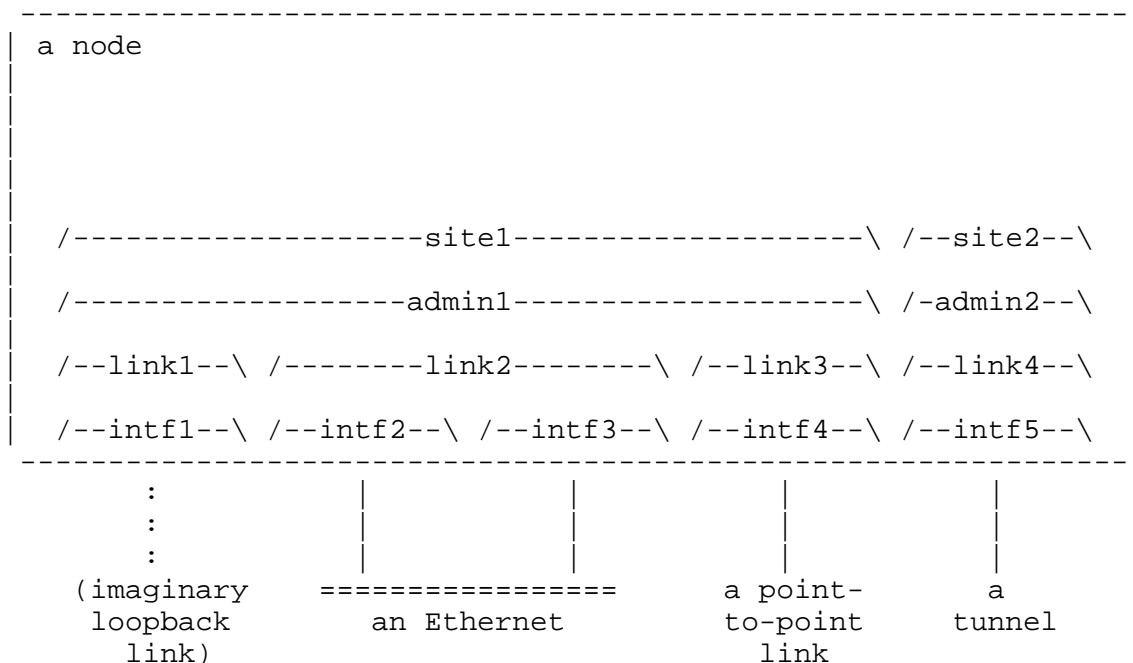 a node
/--------------------site1--------------------\ /--site2--\
/-------------------admin1--------------------\ /-admin2--\
/--link1--\ /--------link2--------\ /--link3--\ /--link4--\
/--intf1--\ /--intf2--\ /--intf3--\ /--intf4--\ /--intf5--\
(imaginary ================= a point- a
loopback an Ethernet to-point tunnel
link) link